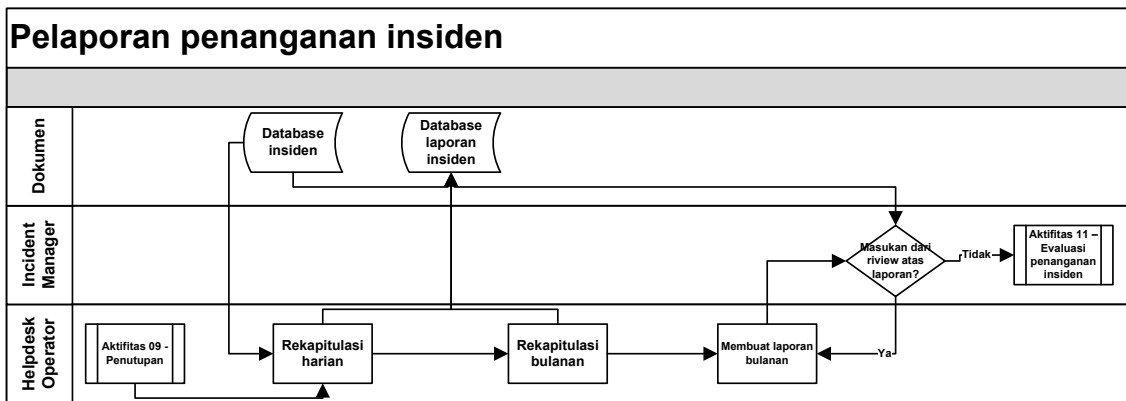 Pelaporan penanganan insiden
Dokumen
Database
insiden
Database
laporan
insiden
Incident
Manager
Masukan dari
riview atas
laporan?
Tidak
Aktifitas 11 –
Evaluasi
penanganan
insiden
Helpdesk
Operator
Aktifitas 09 -
Penutupan
Rekapitulasi
harian
Rekapitulasi
bulanan
Membuat laporan
bulanan
Ya